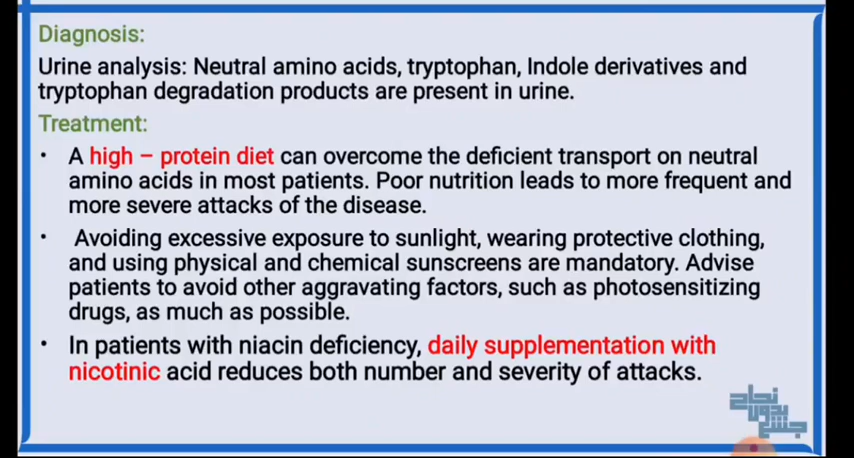 Diagnosis:
Urine analysis: Neutral amino acids, tryptophan, Indole derivatives and
tryptophan degradation products are present in urine.
Treatment:
• A high – protein diet can overcome the deficient transport on neutral
amino acids in most patients. Poor nutrition leads to more frequent and
more severe attacks of the disease.
• Avoiding excessive exposure to sunlight, wearing protective clothing,
and using physical and chemical sunscreens are mandatory. Advise
patients to avoid other aggravating factors, such as photosensitizing
drugs, as much as possible.
• In patients with niacin deficiency, daily supplementation with
nicotinic acid reduces both number and severity of attacks.
نجاح
بدون
جشع